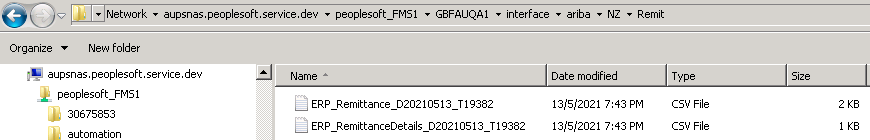 Network ▸ aupsnas.peoplesoft.service.dev ▸ peoplesoft_FMS1 ▸ GBFAUQA1 ▸ interface ▸ ariba ▸ NZ ▸ Remit
Organize New folder
aupsnas.peoplesoft.service.dev
peoplesoft_FMS1
30675853
automation
Name Date modified Type Size
ERP_Remittance_D20210513_T19382 13/5/2021 7:43 PM CSV File 2 KB
ERP_RemittanceDetails_D20210513_T19382 13/5/2021 7:43 PM CSV File 1 KB